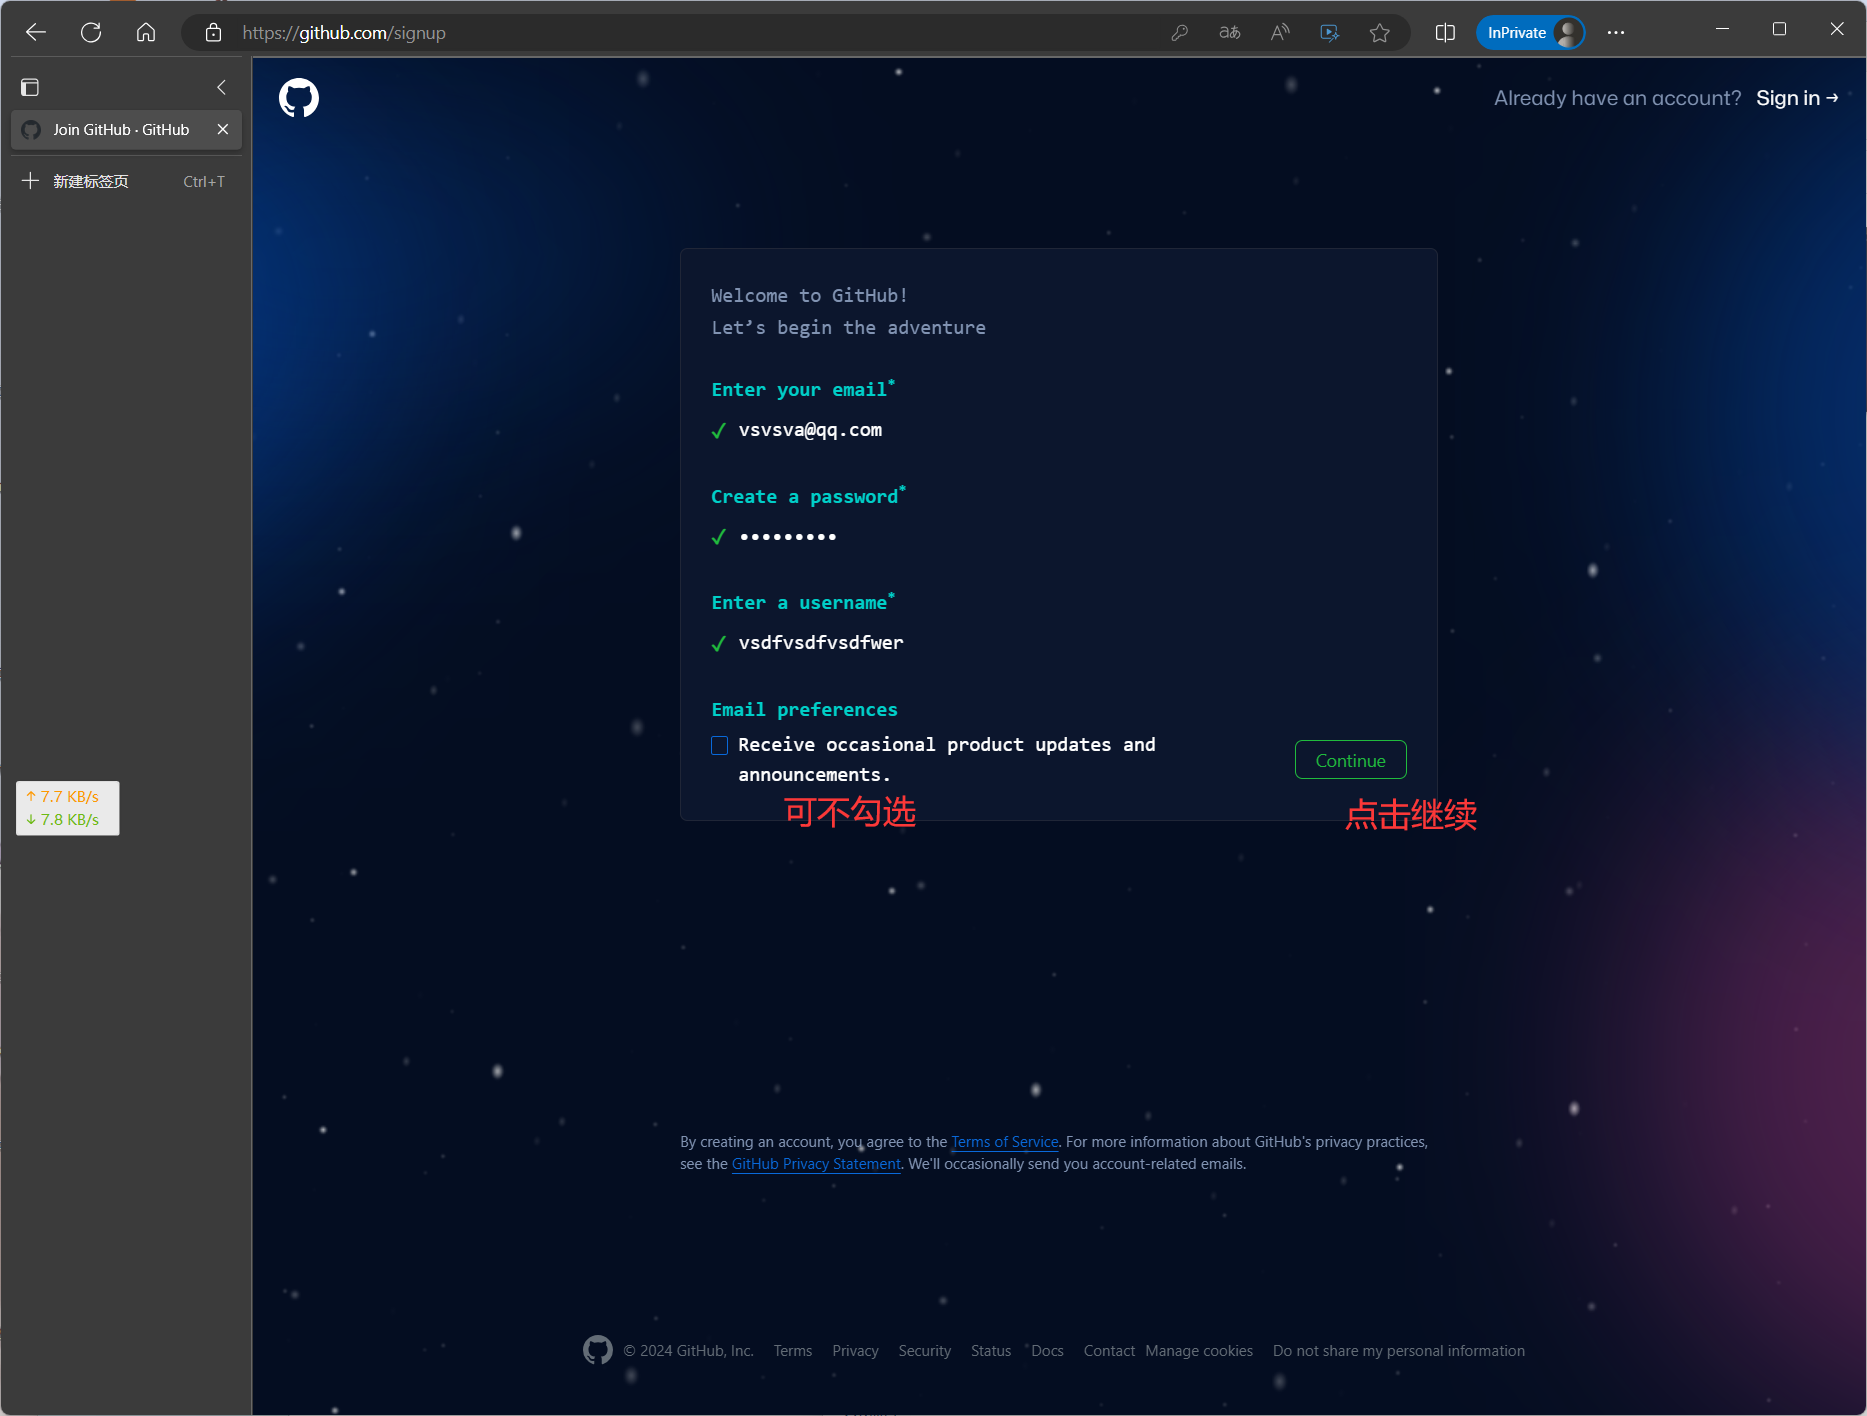 https://github.com/signup
InPrivate
Join GitHub · GitHub
新建标签页 Ctrl+T
Already have an account? Sign in →
Welcome to GitHub!
Let’s begin the adventure
Enter your email*
✓ vsvsva@qq.com
Create a password*
✓ •••••••••
Enter a username*
✓ vsdfvsdfvsdfwer
Email preferences
Receive occasional product updates and
announcements.
Continue
可不勾选
点击继续
↑ 7.7 KB/s
↓ 7.8 KB/s
By creating an account, you agree to the Terms of Service. For more information about GitHub's privacy practices,
see the GitHub Privacy Statement. We'll occasionally send you account-related emails.
© 2024 GitHub, Inc. Terms Privacy Security Status Docs Contact Manage cookies Do not share my personal information